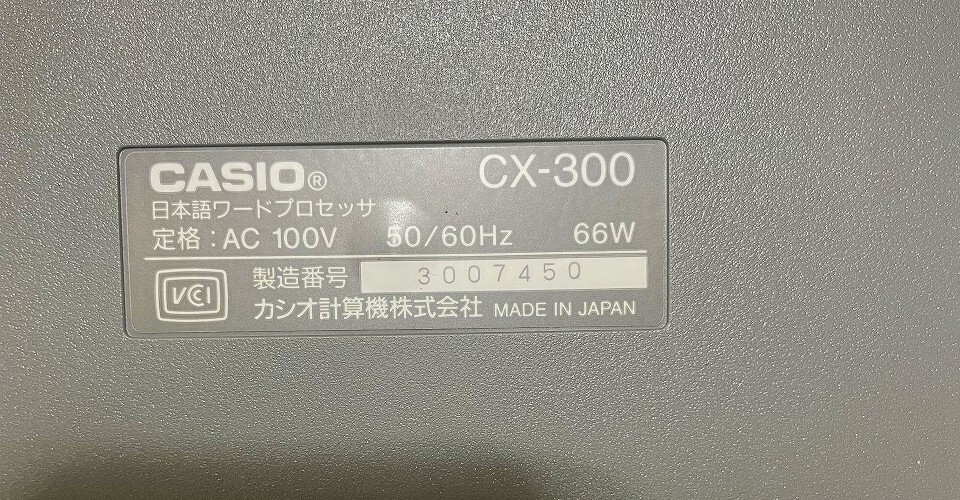 CASIO® CX-300
日本語ワードプロセッサ
定格：AC 100V 50/60Hz 66W
VCCI 製造番号 3007450
カシオ計算機株式会社 MADE IN JAPAN